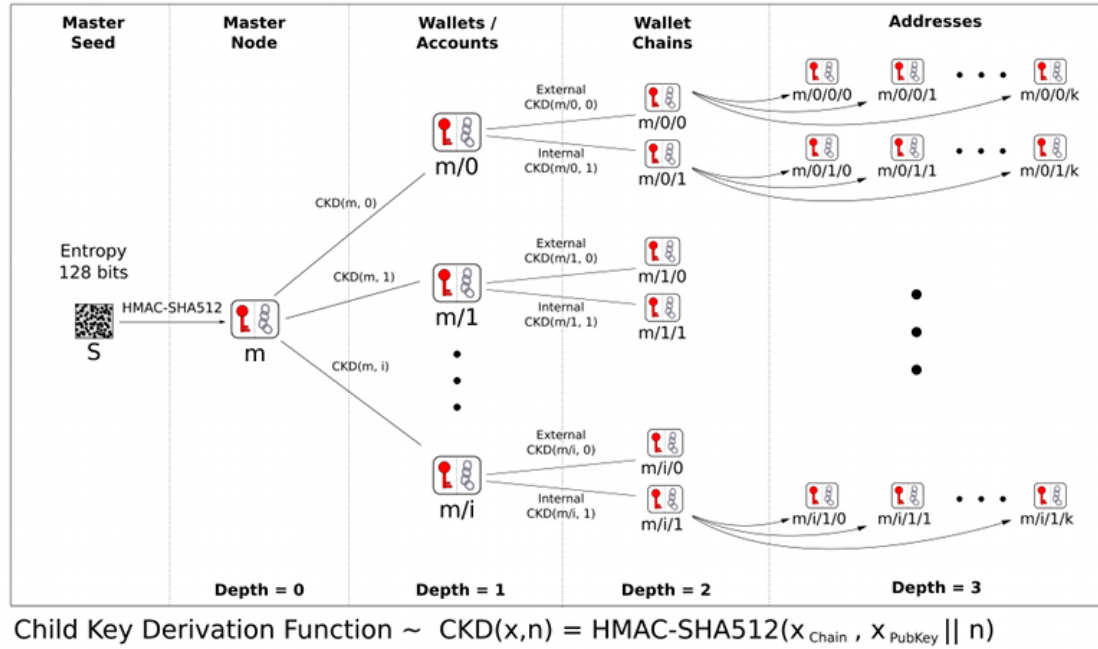 Master
Seed
Master
Node
Wallets /
Accounts
Wallet
Chains
Addresses
Entropy
128 bits
S
HMAC-SHA512
m
CKD(m, 0)
CKD(m, 1)
CKD(m, i)
m/0
m/1
m/i
External
CKD(m/0, 0)
Internal
CKD(m/0, 1)
External
CKD(m/1, 0)
Internal
CKD(m/1, 1)
External
CKD(m/i, 0)
Internal
CKD(m/i, 1)
m/0/0
m/0/1
m/1/0
m/1/1
m/i/0
m/i/1
m/0/0/0
m/0/0/1
m/0/0/k
m/0/1/0
m/0/1/1
m/0/1/k
m/i/1/0
m/i/1/1
m/i/1/k
Depth = 0
Depth = 1
Depth = 2
Depth = 3
Child Key Derivation Function ~ CKD(x,n) = HMAC-SHA512(x Chain , x PubKey || n)